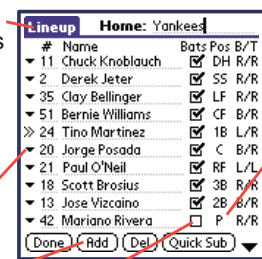 Lineup Home: Yankees
s
# Name Bats Pos B/T
11 Chuck Knoblauch DH R/R
2 Derek Jeter SS R/R
35 Clay Bellinger LF R/R
51 Bernie Williams CF B/R
24 Tino Martinez 1B L/R
20 Jorge Posada C B/R
21 Paul O'Neil RF L/L
18 Scott Brosius 3B R/R
13 Jose Vizcaino 2B B/R
42 Mariano Rivera P R/R
Done Add Del Quick Sub